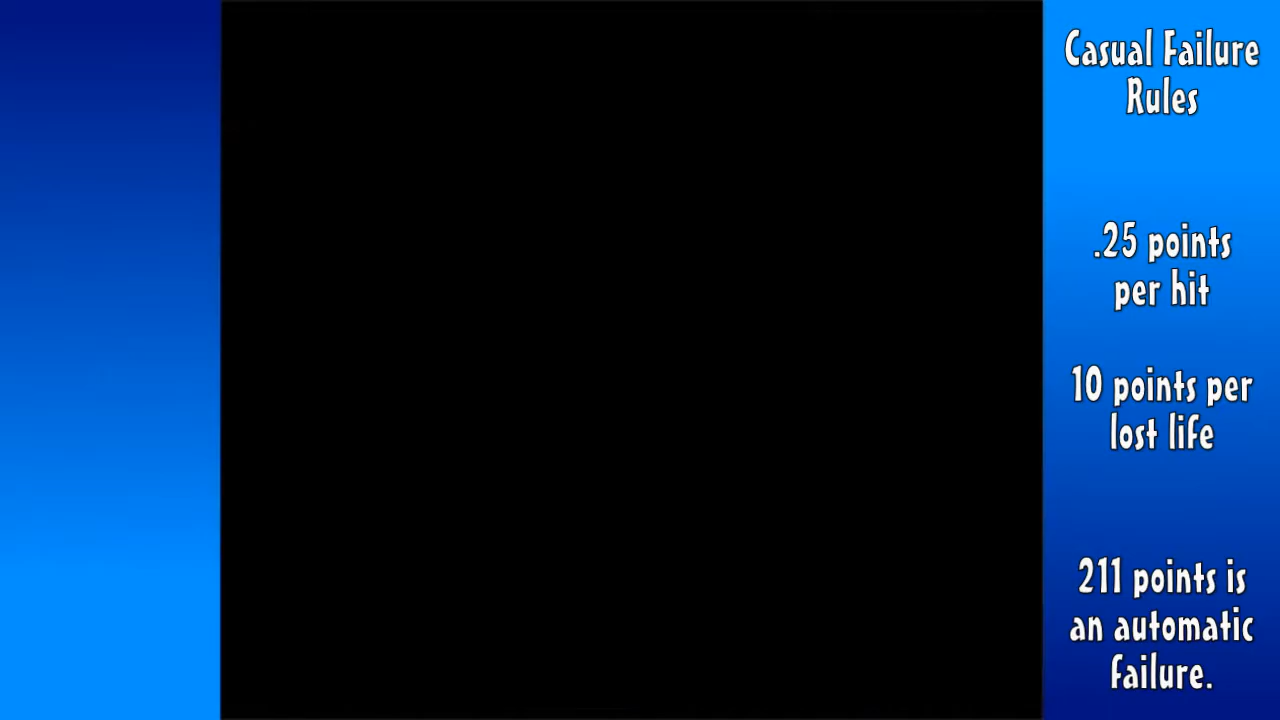 Casual Failure
Rules
.25 points
per hit
10 points per
lost life
211 points is
an automatic
failure.